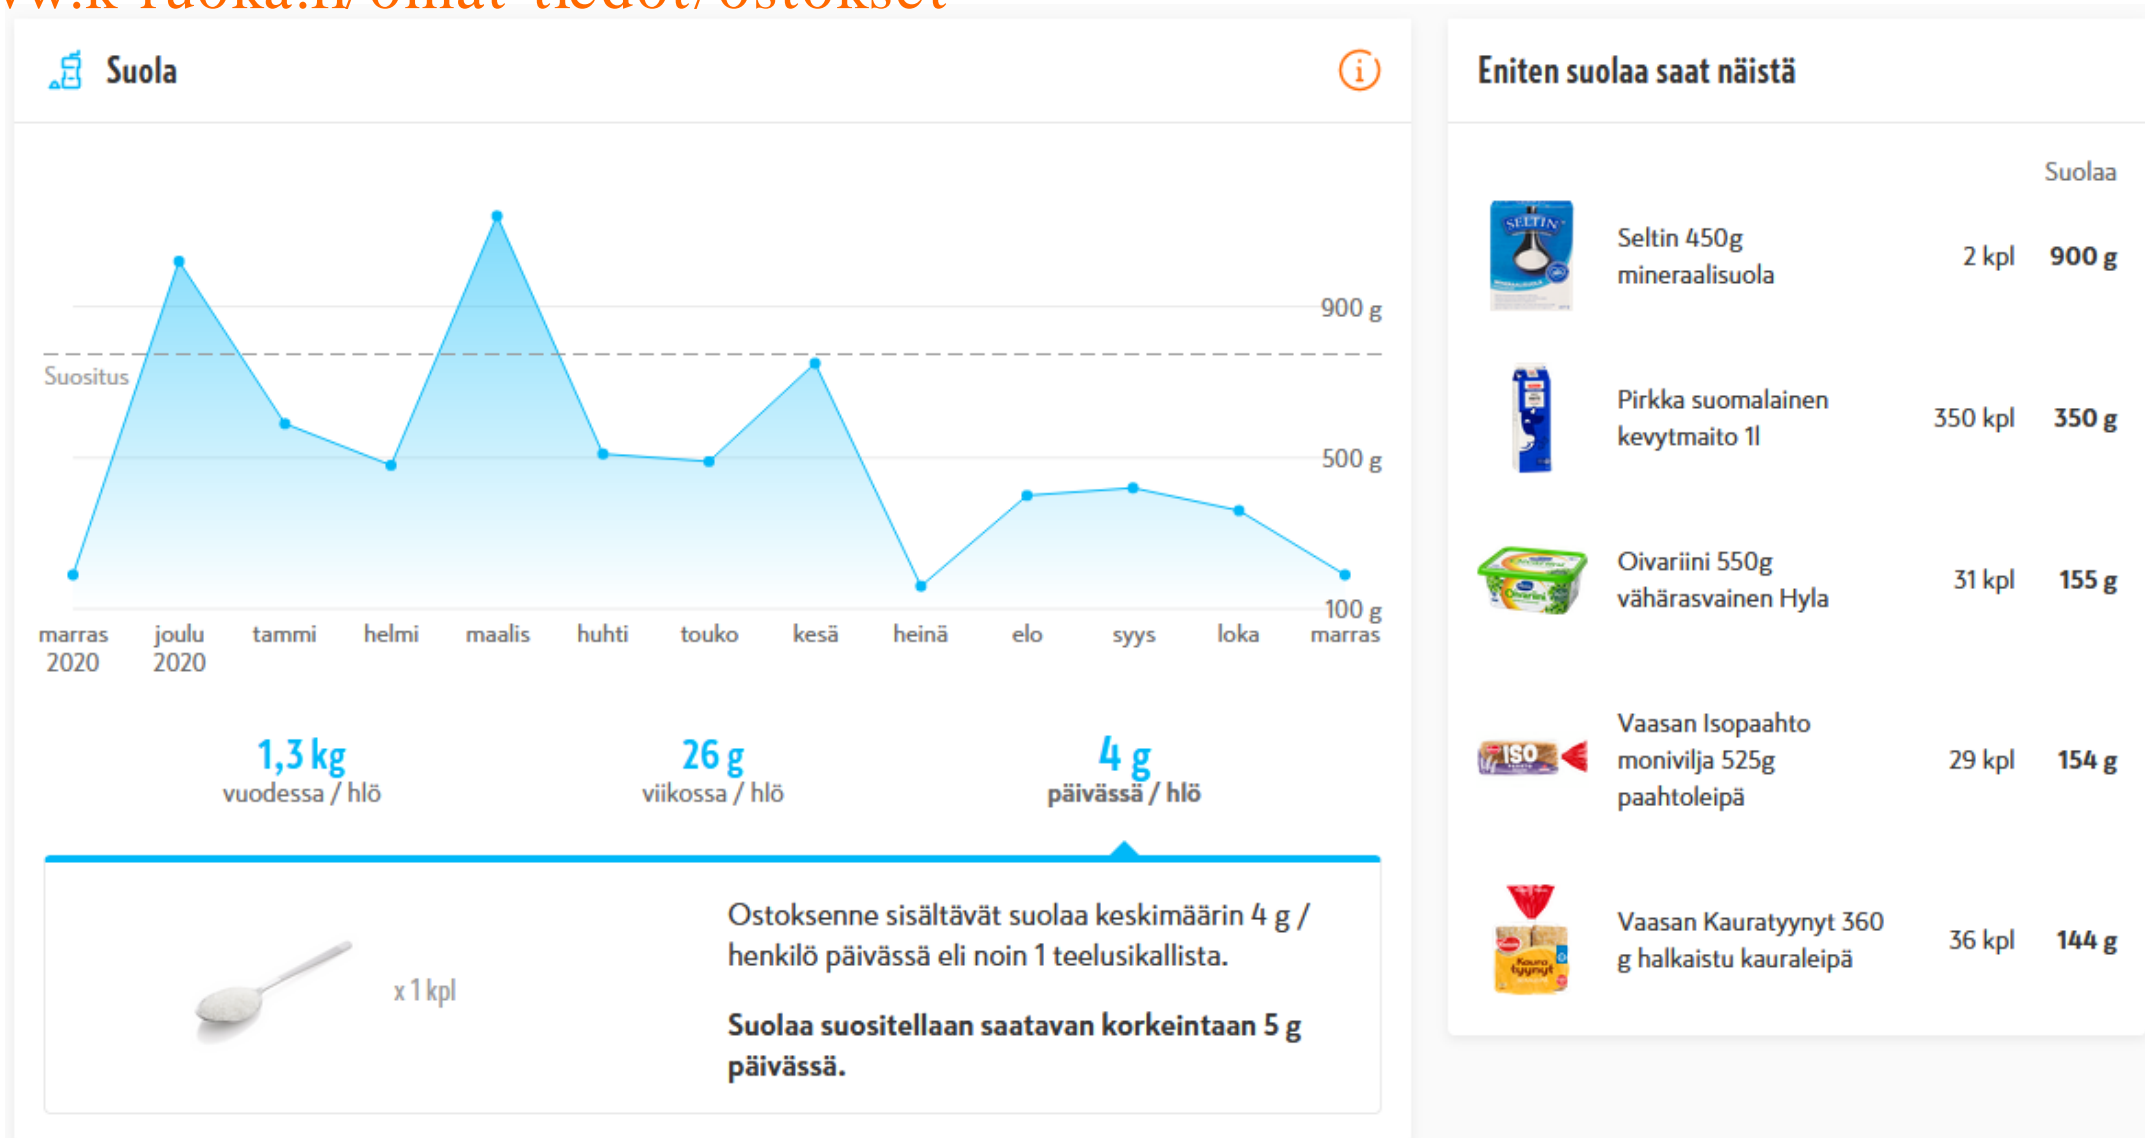 Suola
900 g
Suositus
500 g
100 g
marras joulu tammi helmi maalis huhti touko kesä heinä elo syys loka marras
2020 2020
1,3 kg 26 g 4 g
vuodessa / hlö viikossa / hlö päivässä / hlö
x 1 kpl
Ostoksenne sisältävät suolaa keskimäärin 4 g /
henkilö päivässä eli noin 1 teelusikallista.
Suolaa suositellaan saatavan korkeintaan 5 g
päivässä.
Eniten suolaa saat näistä
Suolaa
SELTIN
Seltin 450g
mineraalisuola
2 kpl 900 g
Pirkka suomalainen
kevytmaito 1l
350 kpl 350 g
Oivariini 550g
vähärasvainen Hyla
31 kpl 155 g
ISO
Vaasan Isopaahto
monivilja 525g
paahtoleipä
29 kpl 154 g
Kaura
tyynyt
Vaasan Kauratyynyt 360
g halkaistu kauraleipä
36 kpl 144 g